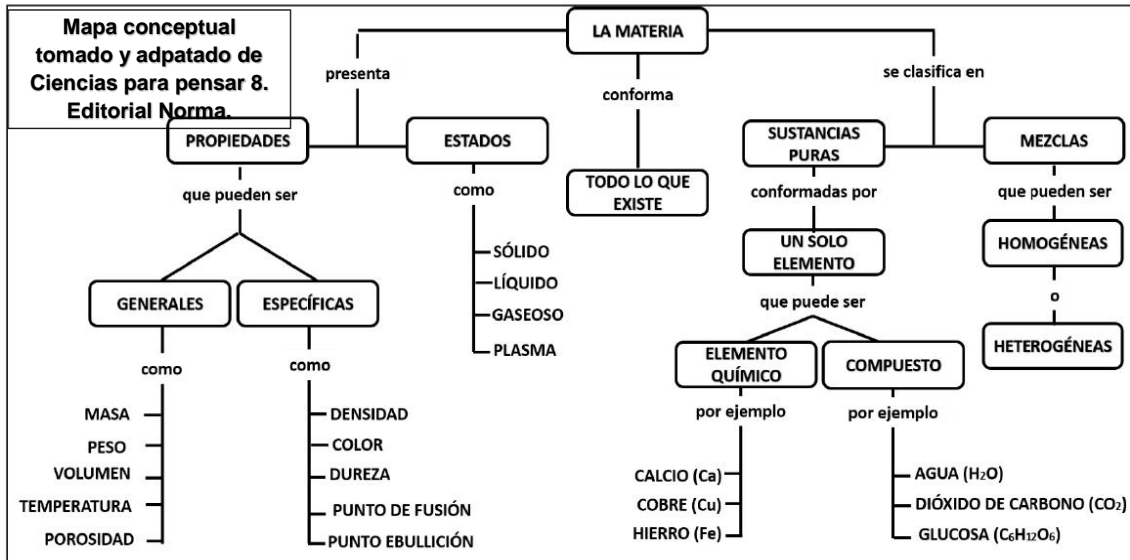 Mapa conceptual
tomado y adpatado de
Ciencias para pensar 8.
Editorial Norma.
LA MATERIA
presenta
conforma
se clasifica en
PROPIEDADES
ESTADOS
TODO LO QUE
EXISTE
SUSTANCIAS
PURAS
MEZCLAS
que pueden ser
como
conformadas por
que pueden ser
GENERALES
ESPECÍFICAS
SÓLIDO
LÍQUIDO
GASEOSO
PLASMA
UN SOLO
ELEMENTO
HOMOGÉNEAS
o
HETEROGÉNEAS
que puede ser
como
como
ELEMENTO
QUÍMICO
COMPUESTO
por ejemplo
por ejemplo
MASA
PESO
VOLUMEN
TEMPERATURA
POROSIDAD
DENSIDAD
COLOR
DUREZA
PUNTO DE FUSIÓN
PUNTO EBULLICIÓN
CALCIO (Ca)
COBRE (Cu)
HIERRO (Fe)
AGUA (H₂O)
DIÓXIDO DE CARBONO (CO₂)
GLUCOSA (C₆H₁₂O₆)